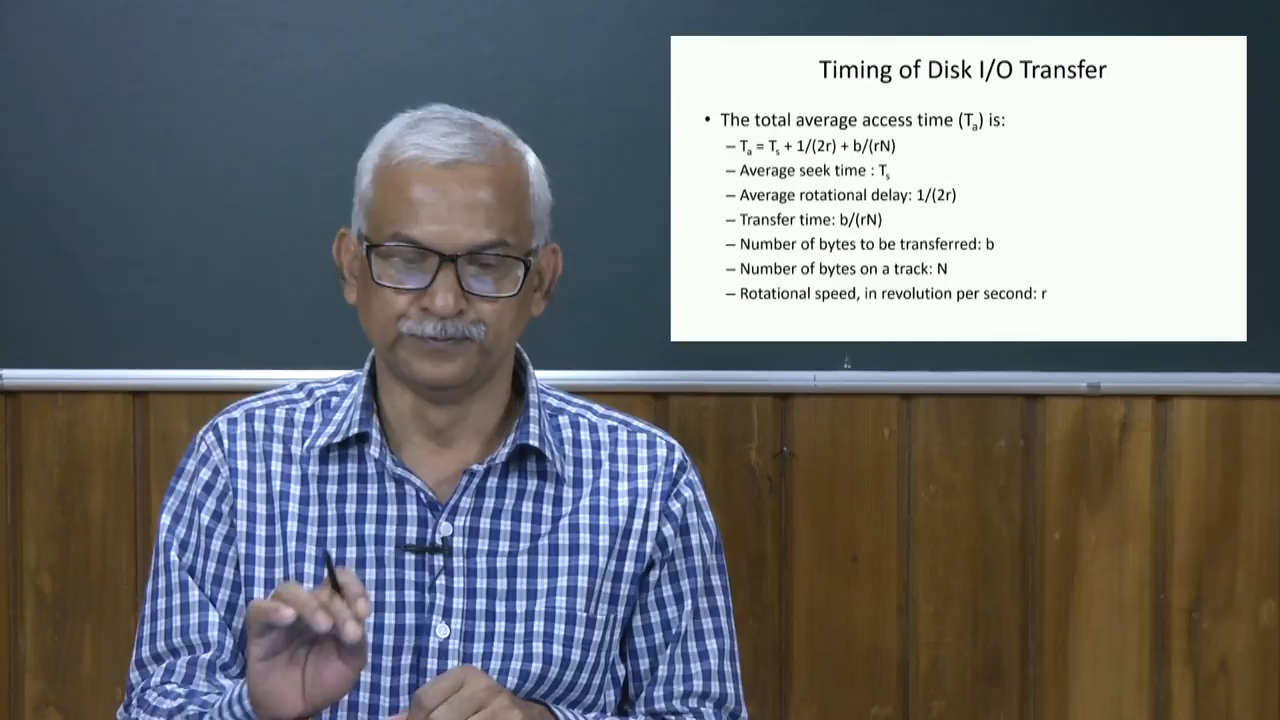 Timing of Disk I/O Transfer
• The total average access time (Ta) is:
– Ta = Ts + 1/(2r) + b/(rN)
– Average seek time : Ts
– Average rotational delay: 1/(2r)
– Transfer time: b/(rN)
– Number of bytes to be transferred: b
– Number of bytes on a track: N
– Rotational speed, in revolution per second: r